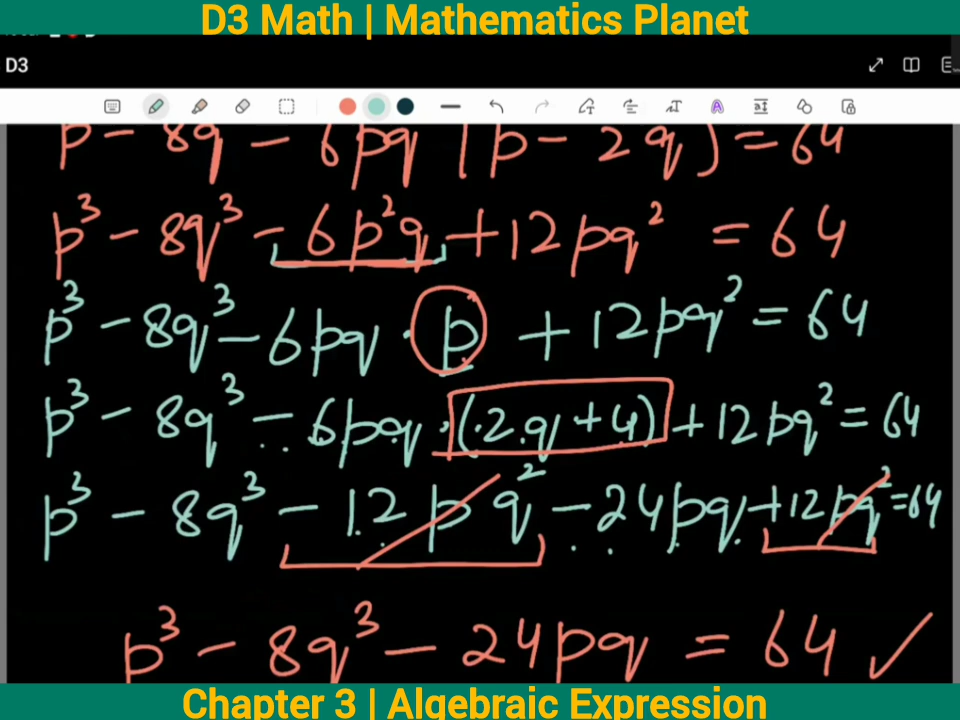 D3 Math | Mathematics Planet
D3
p³ - 8q³ - 6pq (p - 2q) = 64
p³ - 8q³ - 6p²q + 12pq² = 64
p³ - 8q³ - 6pq · p + 12pq² = 64
p³ - 8q³ - 6pq · (2q + 4) + 12pq² = 64
p³ - 8q³ - 12pq² - 24pq + 12pq² = 64
p³ - 8q³ - 24pq = 64 ✓
Chapter 3 | Algebraic Expression